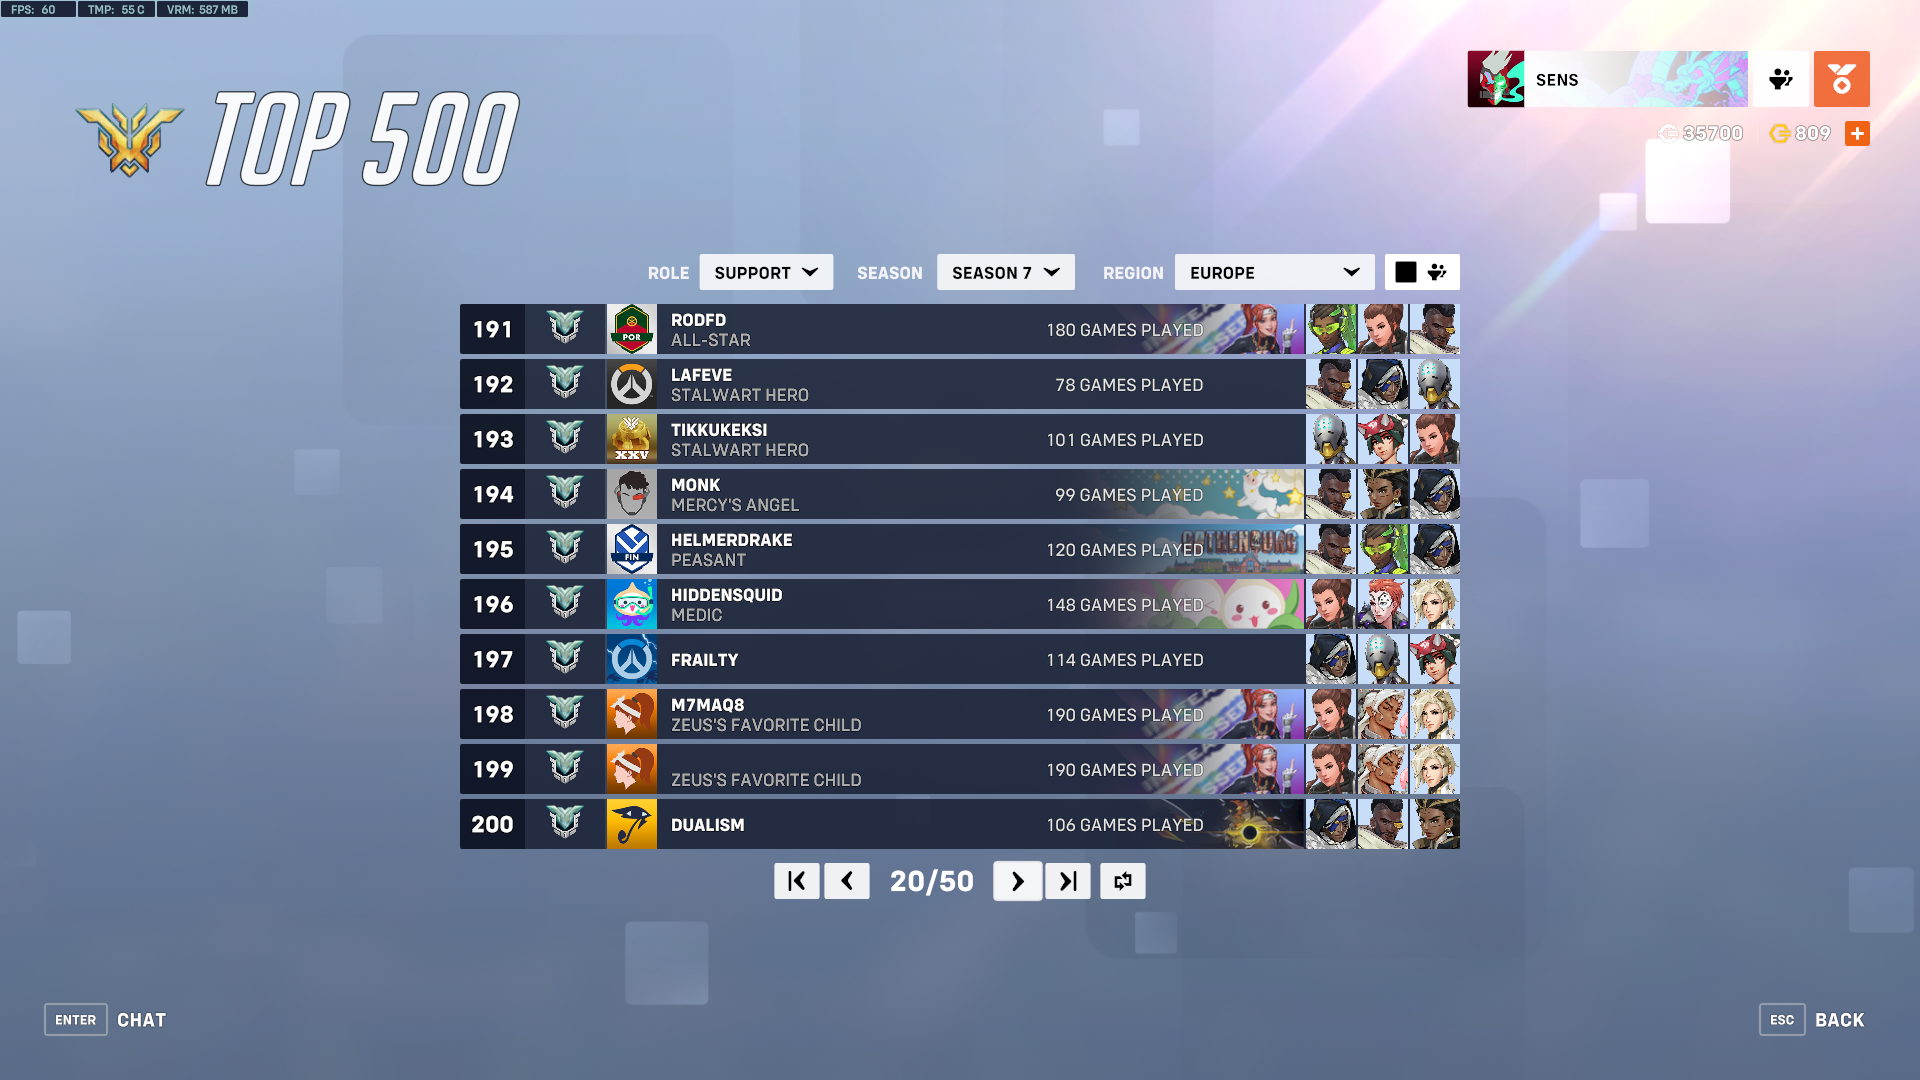 FPS: 60 TMP: 55 C VRM: 587 MB
TOP 500
SENS
35700 809
ROLE SUPPORT SEASON SEASON 7 REGION EUROPE
191 POR RODFD ALL-STAR 180 GAMES PLAYED
192 LAFEVE STALWART HERO 78 GAMES PLAYED
193 XXV TIKKUKEKSI STALWART HERO 101 GAMES PLAYED
194 MONK MERCY'S ANGEL 99 GAMES PLAYED
195 FIN HELMERDRAKE PEASANT 120 GAMES PLAYED GOTHENBURG
196 HIDDENSQUID MEDIC 148 GAMES PLAYED
197 FRAILTY 114 GAMES PLAYED
198 M7MAQ8 ZEUS'S FAVORITE CHILD 190 GAMES PLAYED
199 ZEUS'S FAVORITE CHILD 190 GAMES PLAYED
200 DUALISM 106 GAMES PLAYED
20/50
ENTER CHAT
ESC BACK